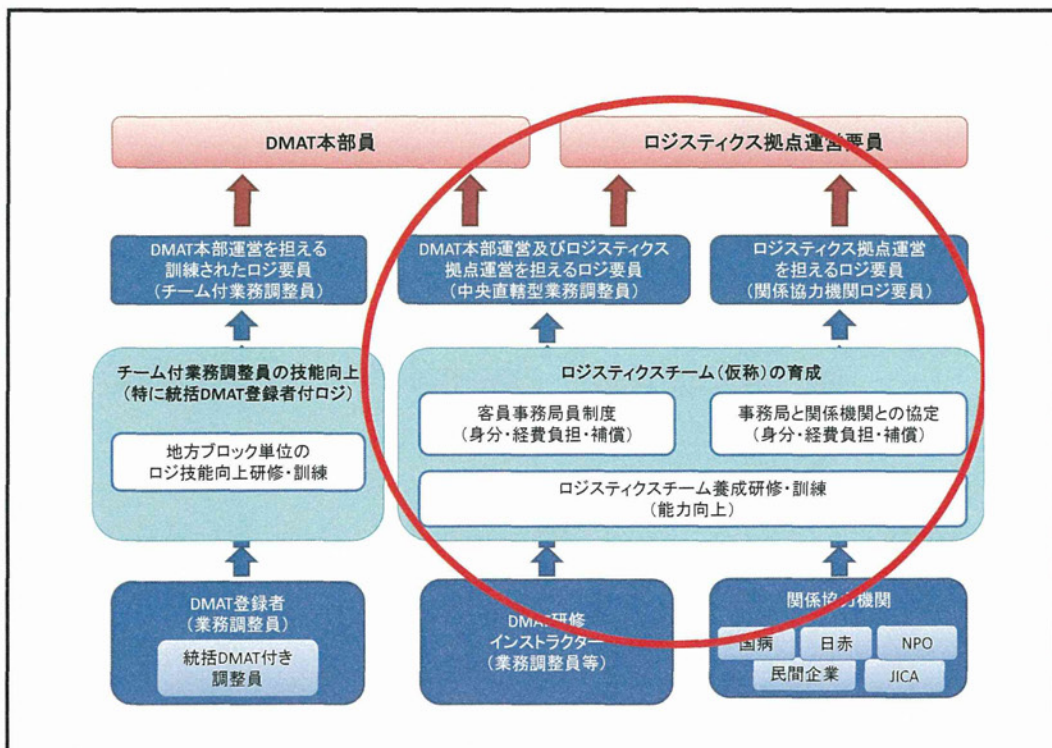 DMAT本部員
ロジスティクス拠点運営要員
DMAT本部運営を担える
訓練されたロジ要員
(チーム付業務調整員)
DMAT本部運営及びロジスティクス
拠点運営を担えるロジ要員
(中央直轄型業務調整員)
ロジスティクス拠点運営
を担えるロジ要員
(関係協力機関ロジ要員)
チーム付業務調整員の技能向上
(特に統括DMAT登録者付ロジ)
地方ブロック単位の
ロジ技能向上研修・訓練
ロジスティクスチーム(仮称)の育成
客員事務局員制度
(身分・経費負担・補償)
事務局と関係機関との協定
(身分・経費負担・補償)
ロジスティクスチーム養成研修・訓練
(能力向上)
DMAT登録者
(業務調整員)
統括DMAT付き
調整員
DMAT研修
インストラクター
(業務調整員等)
関係協力機関
国病
日赤
NPO
民間企業
JICA